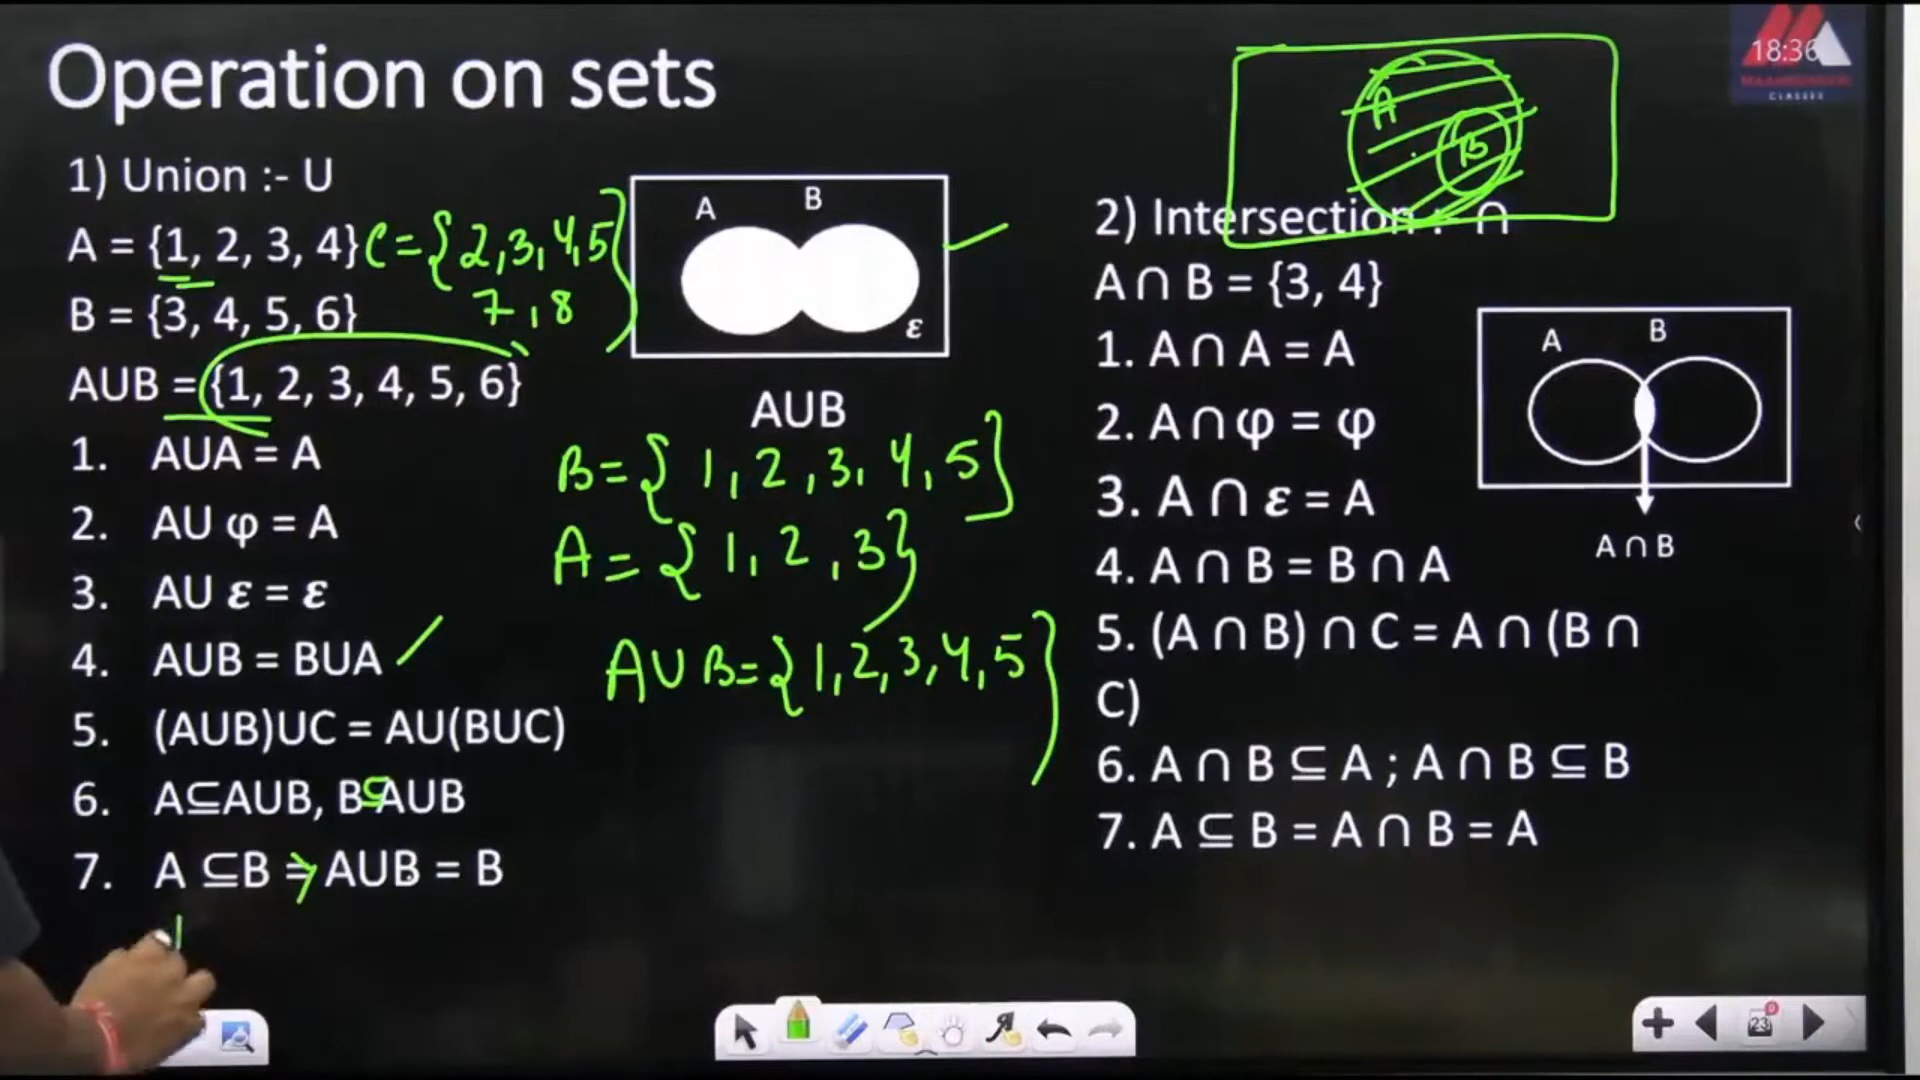 Operation on sets
18:36
CLASSES
1) Union :- U
A = {1, 2, 3, 4}
C = {2, 3, 4, 5
7, 8}
B = {3, 4, 5, 6}
AUB = {1, 2, 3, 4, 5, 6}
1. AUA = A
2. AU φ = A
3. AU ε = ε
4. AUB = BUA
5. (AUB)UC = AU(BUC)
6. A⊆AUB, B⊆AUB
7. A ⊆B ⇒ AUB = B
A B
ε
AUB
B = { 1, 2, 3, 4, 5}
A = { 1, 2, 3}
A U B = {1, 2, 3, 4, 5}
A
B
2) Intersection : ∩
A ∩ B = {3, 4}
1. A ∩ A = A
2. A ∩ φ = φ
3. A ∩ ε = A
4. A ∩ B = B ∩ A
5. (A ∩ B) ∩ C = A ∩ (B ∩
C)
6. A ∩ B ⊆ A ; A ∩ B ⊆ B
7. A ⊆ B = A ∩ B = A
A B
A ∩ B
23